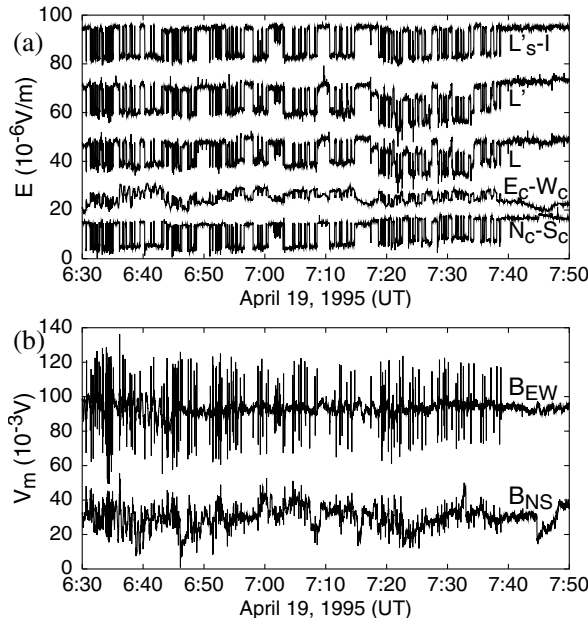 (a)
E (10-6V/m)
100
80
60
40
20
0
L's-I
L'
L
Ec-Wc
Nc-Sc
6:30 6:40 6:50 7:00 7:10 7:20 7:30 7:40 7:50
April 19, 1995 (UT)
(b)
Vm (10-3V)
140
120
100
80
60
40
20
0
BEW
BNS
6:30 6:40 6:50 7:00 7:10 7:20 7:30 7:40 7:50
April 19, 1995 (UT)